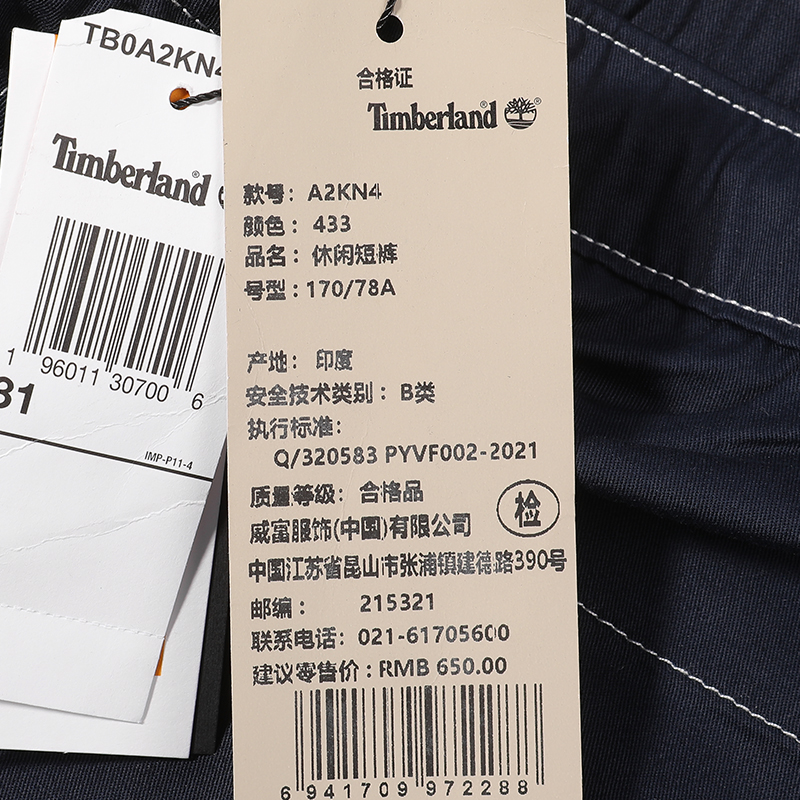 TB0A2KN4
Timberland
1 96011 30700 6
31
IMP-P11-4
合格证
Timberland
款号：A2KN4
颜色：433
品名：休闲短裤
号型：170/78A
产地：印度
安全技术类别：B类
执行标准：
Q/320583 PYVF002-2021
质量等级：合格品
检
威富服饰(中国)有限公司
中国江苏省昆山市张浦镇建德路390号
邮编：215321
联系电话：021-61705600
建议零售价：RMB 650.00
6 941709 972288